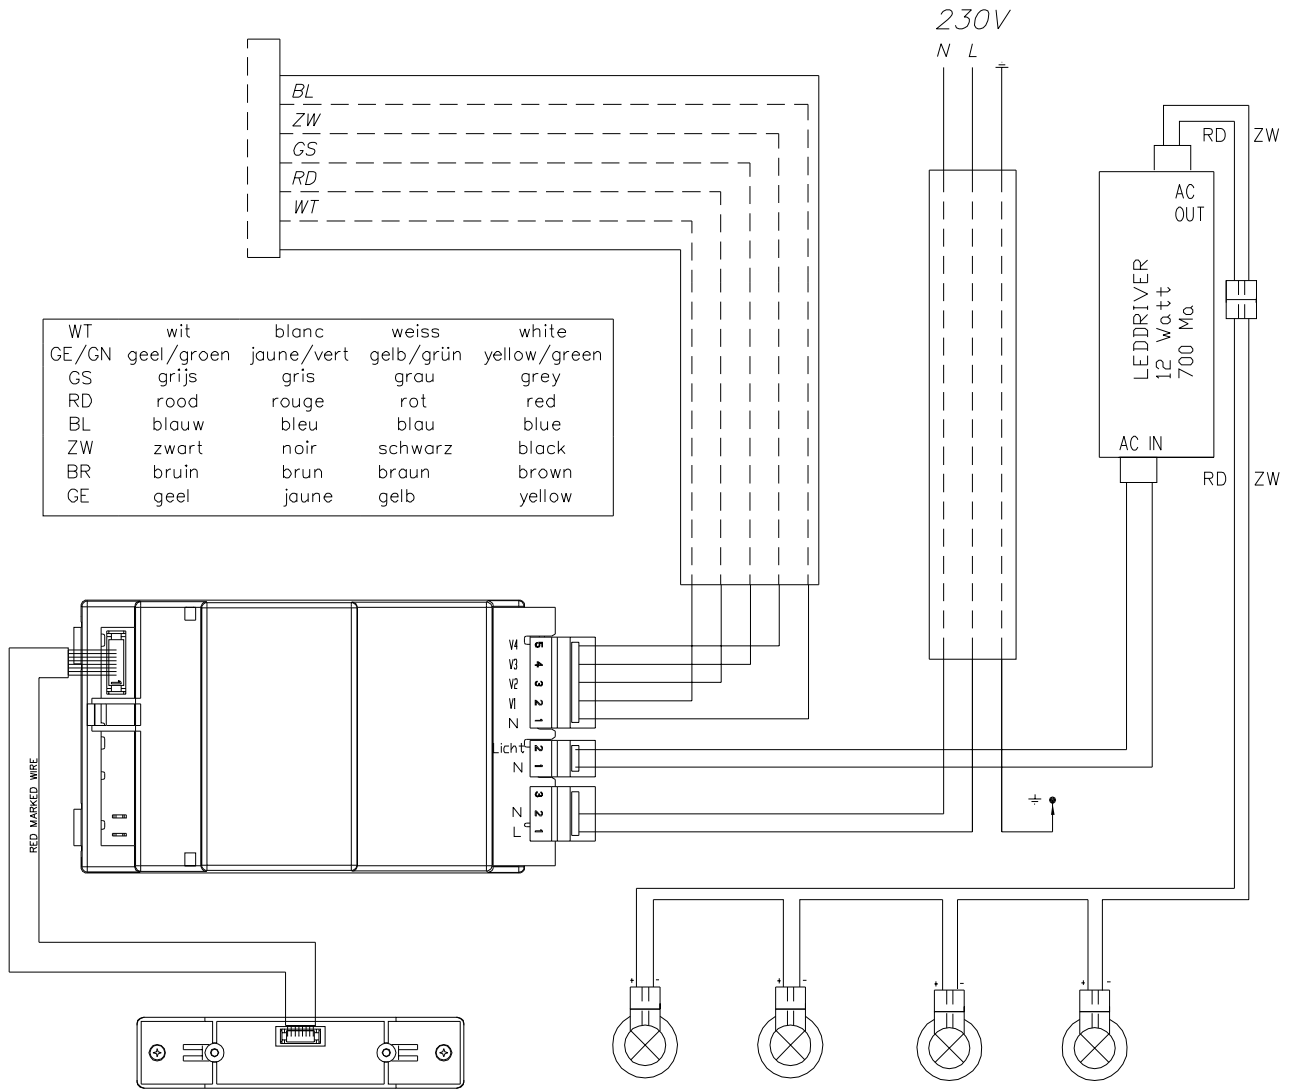 230V
N L
BL
ZW
GS
RD
WT
RD ZW
AC
OUT
LEDDRIVER
12 Watt
700 Ma
AC IN
RD ZW
WT wit blanc weiss white
GE/GN geel/groen jaune/vert gelb/grün yellow/green
GS grijs gris grau grey
RD rood rouge rot red
BL blauw bleu blau blue
ZW zwart noir schwarz black
BR bruin brun braun brown
GE geel jaune gelb yellow
V4 5
V3 4
V2 3
V1 2
N 1
Licht 2
N 1
3
N 2
L 1
RED MARKED WIRE
1
+ - + - + - + -